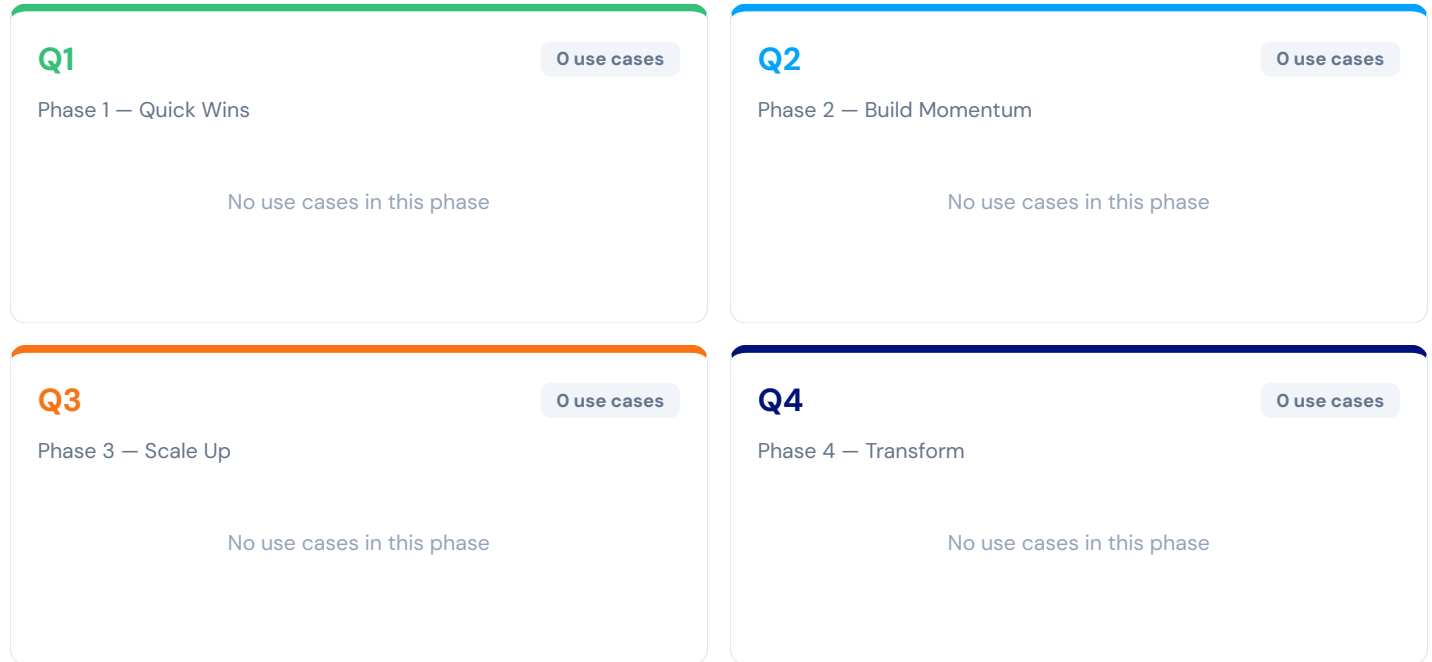 Q1
0 use cases
Phase 1 — Quick Wins
No use cases in this phase
Q2
0 use cases
Phase 2 — Build Momentum
No use cases in this phase
Q3
0 use cases
Phase 3 — Scale Up
No use cases in this phase
Q4
0 use cases
Phase 4 — Transform
No use cases in this phase